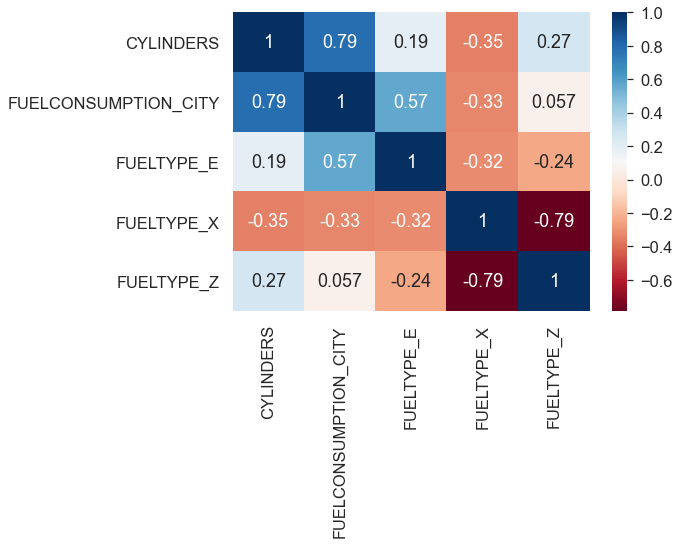 CYLINDERS 1 0.79 0.19 -0.35 0.27
FUELCONSUMPTION_CITY 0.79 1 0.57 -0.33 0.057
FUELTYPE_E 0.19 0.57 1 -0.32 -0.24
FUELTYPE_X -0.35 -0.33 -0.32 1 -0.79
FUELTYPE_Z 0.27 0.057 -0.24 -0.79 1
CYLINDERS
FUELCONSUMPTION_CITY
FUELTYPE_E
FUELTYPE_X
FUELTYPE_Z
1.0
0.8
0.6
0.4
0.2
0.0
-0.2
-0.4
-0.6